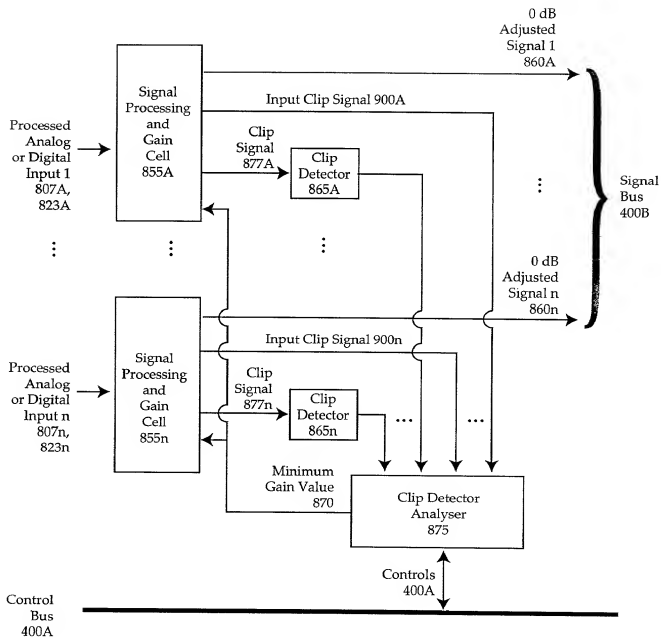 0 dB
Adjusted
Signal 1
860A
Signal
Processing
and
Gain
Cell
855A
Input Clip Signal 900A
Processed
Analog
or Digital
Input 1
807A,
823A
Clip
Signal
877A
Clip
Detector
865A
Signal
Bus
400B
0 dB
Adjusted
Signal n
860n
Signal
Processing
and
Gain
Cell
855n
Input Clip Signal 900n
Processed
Analog
or Digital
Input n
807n,
823n
Clip
Signal
877n
Clip
Detector
865n
Minimum
Gain Value
870
Clip Detector
Analyser
875
Controls
400A
Control
Bus
400A